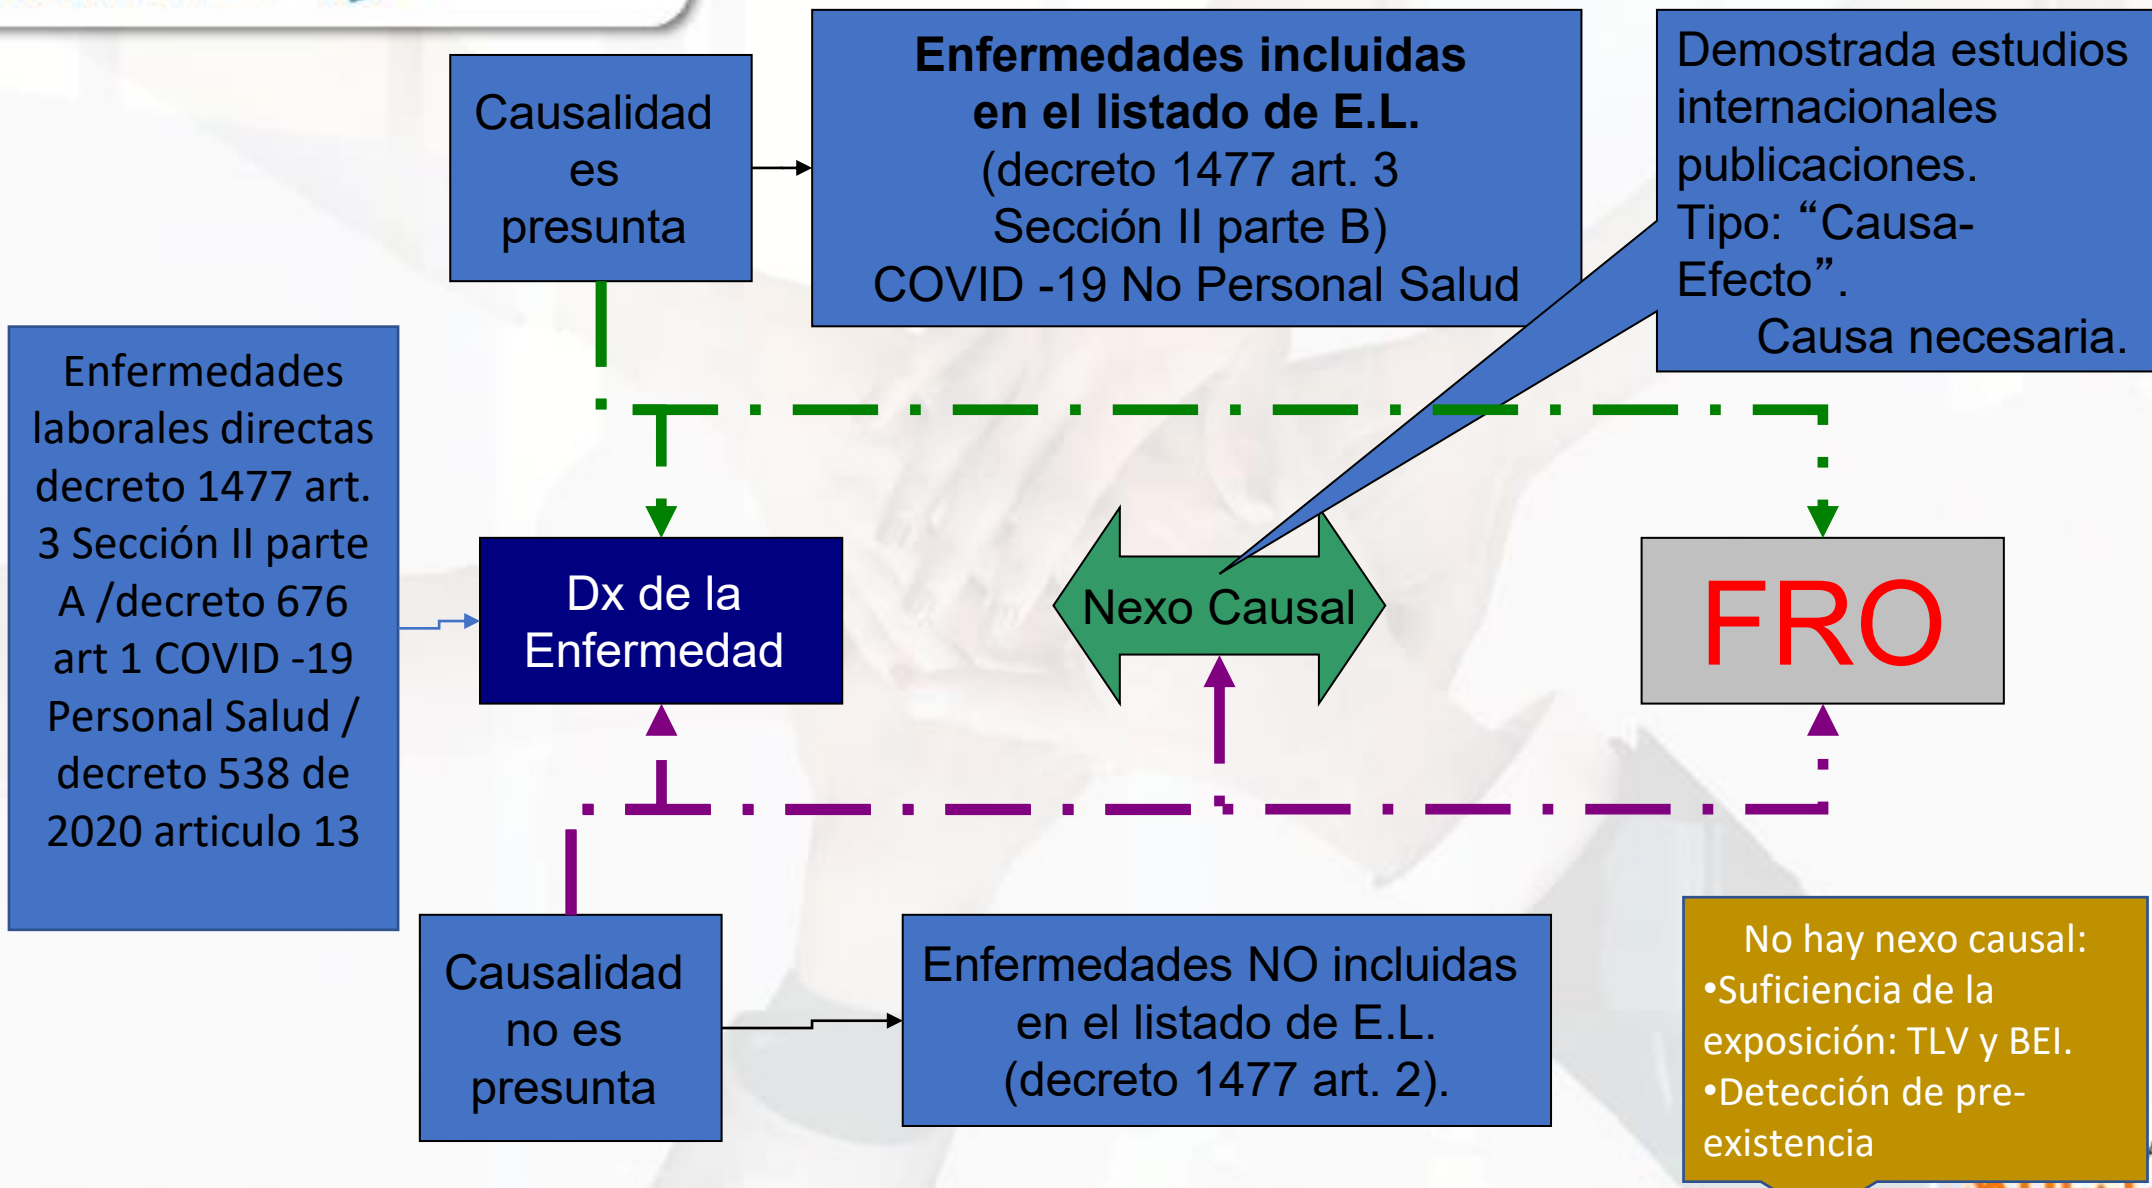 Causalidad
es
presunta
Enfermedades incluidas
en el listado de E.L.
(decreto 1477 art. 3
Sección II parte B)
COVID -19 No Personal Salud
Demostrada estudios
internacionales
publicaciones.
Tipo: “Causa-
Efecto”.
Causa necesaria.
Enfermedades
laborales directas
decreto 1477 art.
3 Sección II parte
A /decreto 676
art 1 COVID -19
Personal Salud /
decreto 538 de
2020 articulo 13
Dx de la
Enfermedad
Nexo Causal
FRO
Causalidad
no es
presunta
Enfermedades NO incluidas
en el listado de E.L.
(decreto 1477 art. 2).
No hay nexo causal:
•Suficiencia de la
exposición: TLV y BEI.
•Detección de pre-
existencia